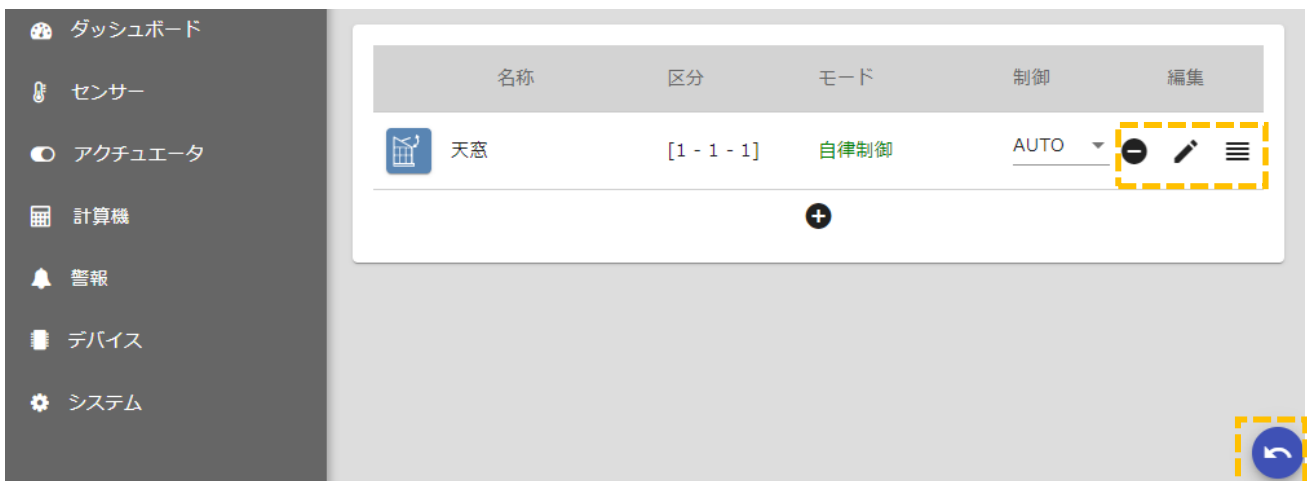 ダッシュボード
センサー
アクチュエータ
計算機
警報
デバイス
システム
名称 区分 モード 制御 編集
天窓 [1 - 1 - 1] 自律制御 AUTO